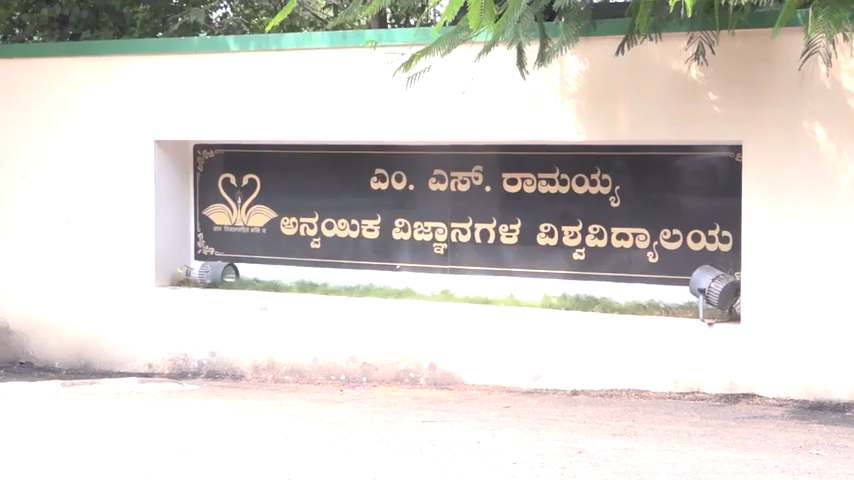 ಎಂ. ಎಸ್. ರಾಮಯ್ಯ
ಅನ್ವಯಿಕ ವಿಜ್ಞಾನಗಳ ವಿಶ್ವವಿದ್ಯಾಲಯ